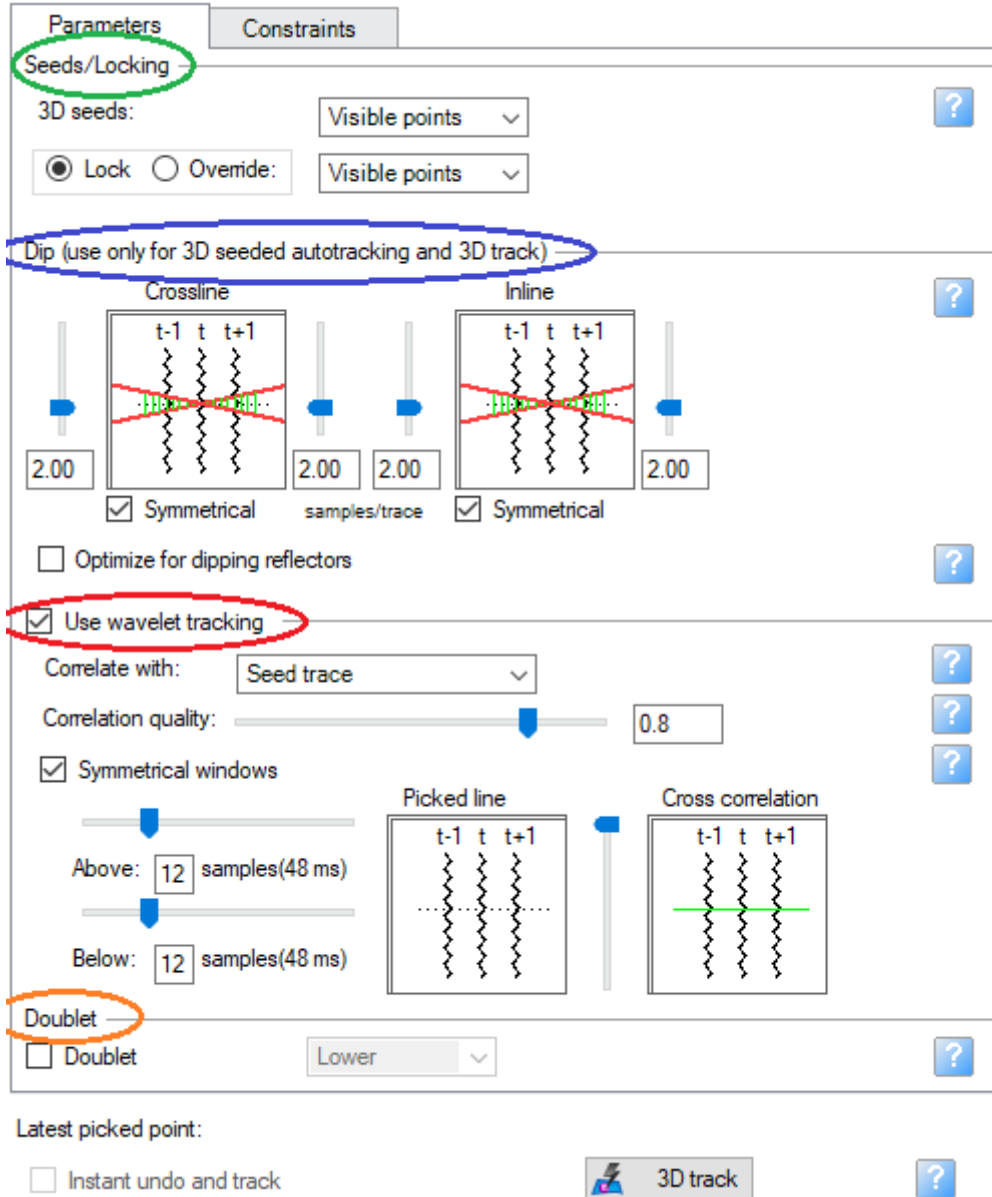 Parameters Constraints
Seeds/Locking
3D seeds: Visible points ?
Lock Override: Visible points
Dip (use only for 3D seeded autotracking and 3D track)
Crossline Inline ?
t-1 t t+1 t-1 t t+1
2.00 2.00 2.00 2.00
Symmetrical samples/trace Symmetrical
Optimize for dipping reflectors ?
Use wavelet tracking
Correlate with: Seed trace ?
Correlation quality: 0.8 ?
Symmetrical windows ?
Picked line Cross correlation
t-1 t t+1 t-1 t t+1
Above: 12 samples(48 ms)
Below: 12 samples(48 ms)
Doublet
Doublet Lower ?
Latest picked point:
Instant undo and track 3D track ?